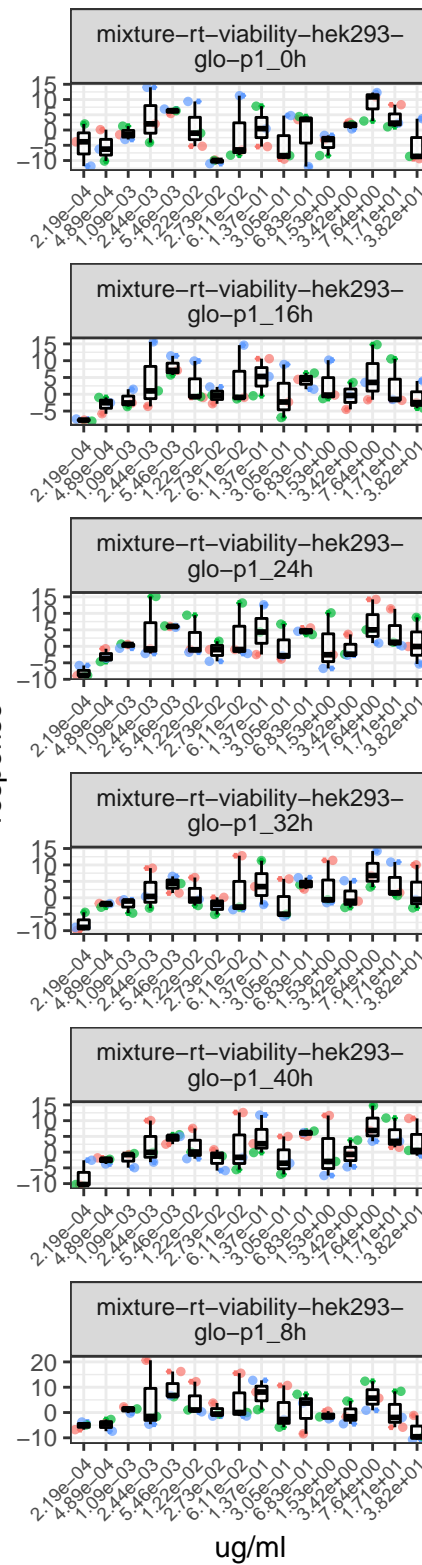 mixture−rt−viability−hek293−
glo−p1_0h
15
10
5
0
−5
−10
2.19e−04
4.89e−04
1.09e−03
2.44e−03
5.46e−03
1.22e−02
2.73e−02
6.11e−02
1.37e−01
3.05e−01
6.83e−01
1.53e+00
3.42e+00
7.64e+00
1.71e+01
3.82e+01
mixture−rt−viability−hek293−
glo−p1_16h
15
10
5
0
−5
2.19e−04
4.89e−04
1.09e−03
2.44e−03
5.46e−03
1.22e−02
2.73e−02
6.11e−02
1.37e−01
3.05e−01
6.83e−01
1.53e+00
3.42e+00
7.64e+00
1.71e+01
3.82e+01
mixture−rt−viability−hek293−
glo−p1_24h
15
10
5
0
−5
−10
2.19e−04
4.89e−04
1.09e−03
2.44e−03
5.46e−03
1.22e−02
2.73e−02
6.11e−02
1.37e−01
3.05e−01
6.83e−01
1.53e+00
3.42e+00
7.64e+00
1.71e+01
3.82e+01
mixture−rt−viability−hek293−
glo−p1_32h
15
10
5
0
−5
−10
2.19e−04
4.89e−04
1.09e−03
2.44e−03
5.46e−03
1.22e−02
2.73e−02
6.11e−02
1.37e−01
3.05e−01
6.83e−01
1.53e+00
3.42e+00
7.64e+00
1.71e+01
3.82e+01
mixture−rt−viability−hek293−
glo−p1_40h
15
10
5
0
−5
−10
2.19e−04
4.89e−04
1.09e−03
2.44e−03
5.46e−03
1.22e−02
2.73e−02
6.11e−02
1.37e−01
3.05e−01
6.83e−01
1.53e+00
3.42e+00
7.64e+00
1.71e+01
3.82e+01
mixture−rt−viability−hek293−
glo−p1_8h
20
10
0
−10
2.19e−04
4.89e−04
1.09e−03
2.44e−03
5.46e−03
1.22e−02
2.73e−02
6.11e−02
1.37e−01
3.05e−01
6.83e−01
1.53e+00
3.42e+00
7.64e+00
1.71e+01
3.82e+01
ug/ml